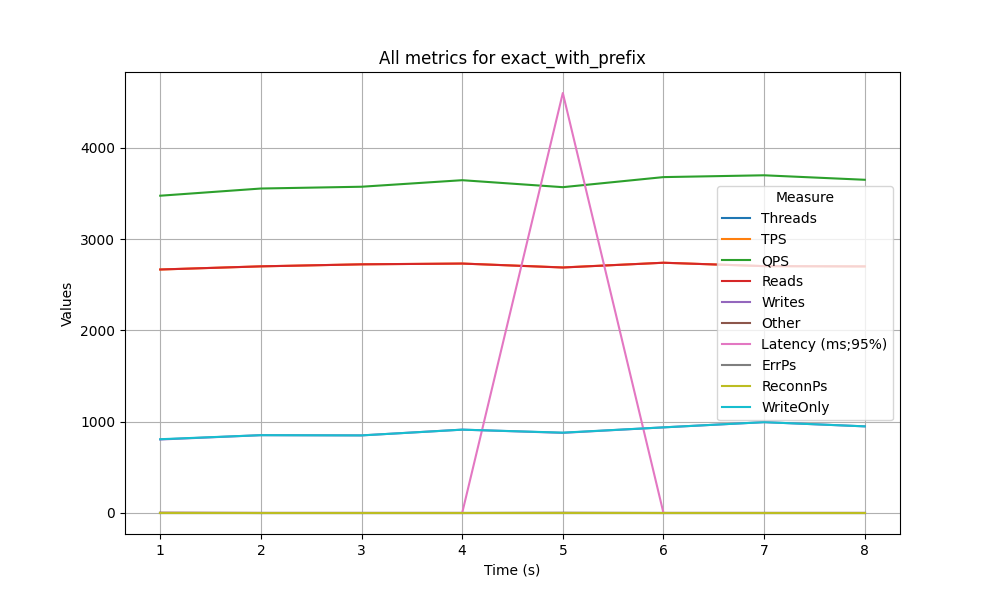 All metrics for exact_with_prefix
4000
3000
2000
1000
0
Values
Measure
Threads
TPS
QPS
Reads
Writes
Other
Latency (ms;95%)
ErrPs
ReconnPs
WriteOnly
1 2 3 4 5 6 7 8
Time (s)